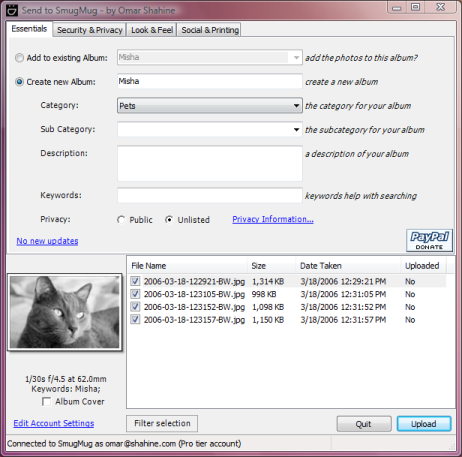 Send to SmugMug - by Omar Shahine
Essentials Security & Privacy Look & Feel Social & Printing
Add to existing Album: Misha add the photos to this album?
Create new Album: Misha create a new album
Category: Pets the category for your album
Sub Category: the subcategory for your album
Description: a description of your album
Keywords: keywords help with searching
Privacy: Public Unlisted Privacy Information...
No new updates
PayPal
DONATE
File Name Size Date Taken Uploaded
2006-03-18-122921-BW.jpg 1,314 KB 3/18/2006 12:29:21 PM No
2006-03-18-123105-BW.jpg 998 KB 3/18/2006 12:31:05 PM No
2006-03-18-123152-BW.jpg 1,098 KB 3/18/2006 12:31:52 PM No
2006-03-18-123157-BW.jpg 1,150 KB 3/18/2006 12:31:57 PM No
1/30s f/4.5 at 62.0mm
Keywords: Misha;
Album Cover
Edit Account Settings Filter selection Quit Upload
Connected to SmugMug as omar@shahine.com (Pro tier account)